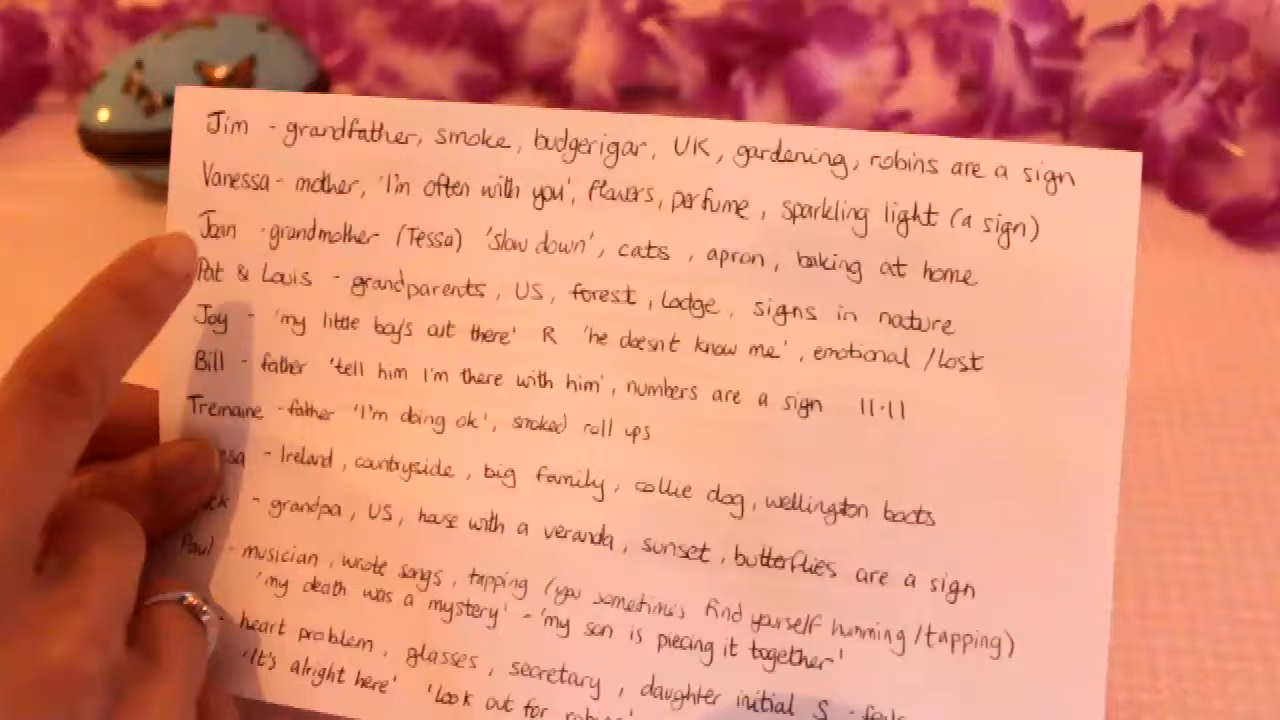 Jim - grandfather, smoke, budgerigar, UK, gardening, robins are a sign
Vanessa - mother, 'I'm often with you', flowers, perfume, sparkling light (a sign)
Joan - grandmother (Tessa) 'slow down', cats, apron, baking at home
Pat & Louis - grandparents, US, forest, lodge, signs in nature
Joy - 'my little boy's out there' R 'he doesn't know me', emotional / lost
Bill - father 'tell him I'm there with him', numbers are a sign 11.11
Tremaine - father 'I'm doing ok', smoked roll ups
- Ireland, countryside, big family, collie dog, wellington boots
- grandpa, US, house with a veranda, sunset, butterflies are a sign
Paul - musician, wrote songs, tapping (you sometimes find yourself humming / tapping)
'my death was a mystery' - 'my son is piecing it together'
- heart problem, glasses, secretary, daughter initial S -
'It's alright here' 'Look out for